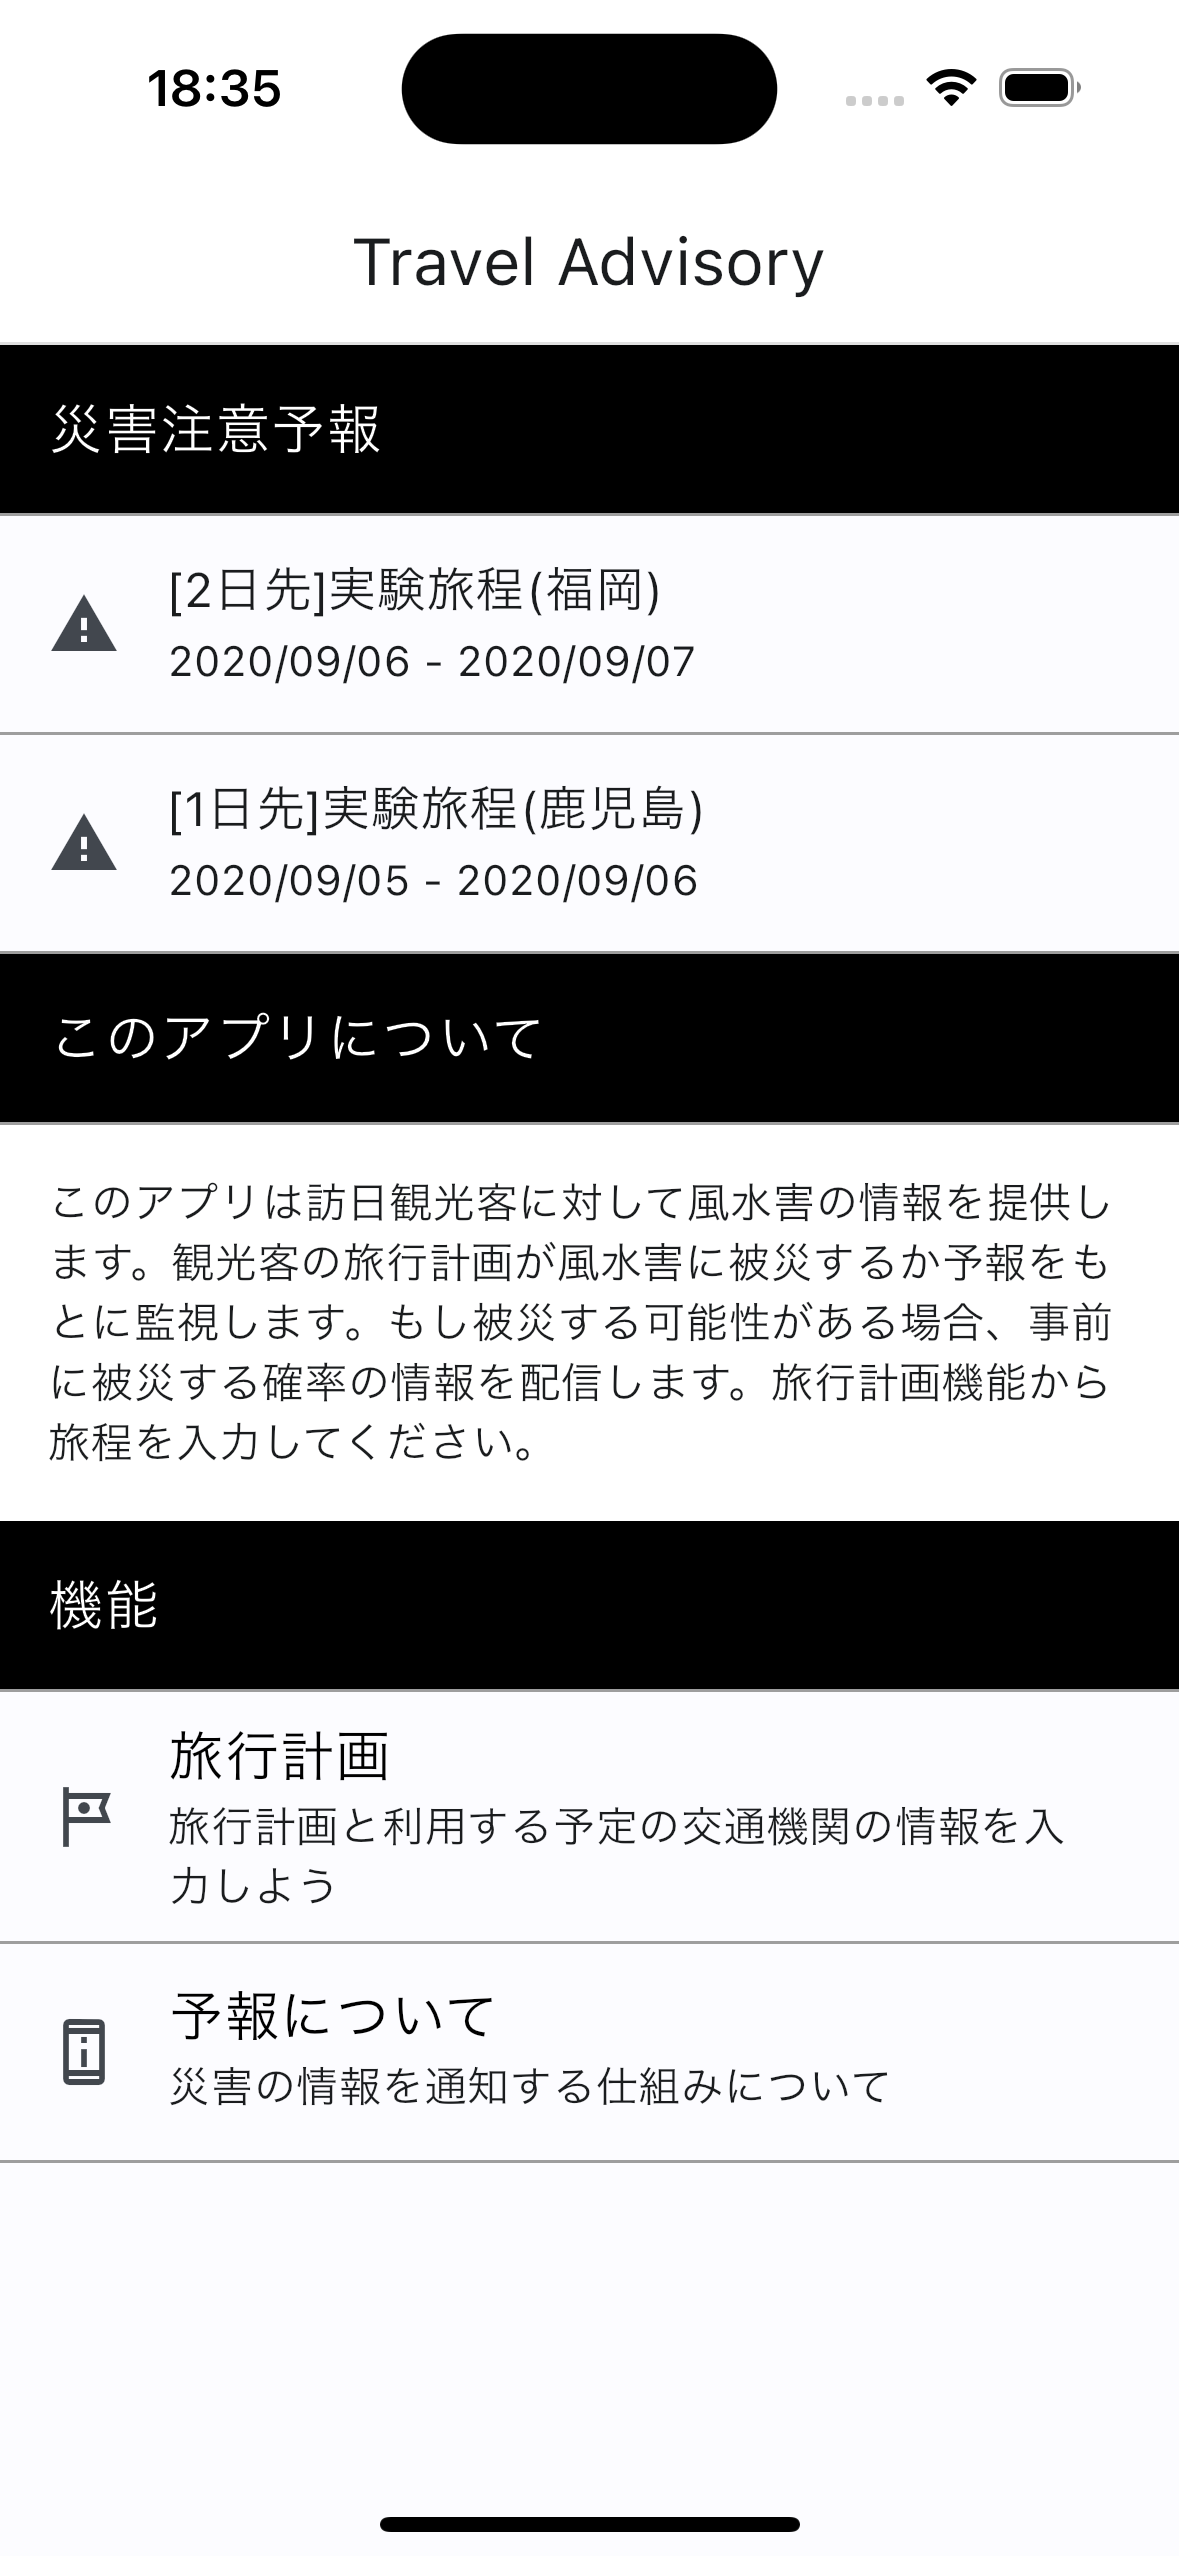 18:35
Travel Advisory
災害注意予報
[2日先]実験旅程(福岡)
2020/09/06 - 2020/09/07
[1日先]実験旅程(鹿児島)
2020/09/05 - 2020/09/06
このアプリについて
このアプリは訪日観光客に対して風水害の情報を提供し
ます。観光客の旅行計画が風水害に被災するか予報をも
とに監視します。もし被災する可能性がある場合、事前
に被災する確率の情報を配信します。旅行計画機能から
旅程を入力してください。
機能
旅行計画
旅行計画と利用する予定の交通機関の情報を入
力しよう
予報について
災害の情報を通知する仕組みについて